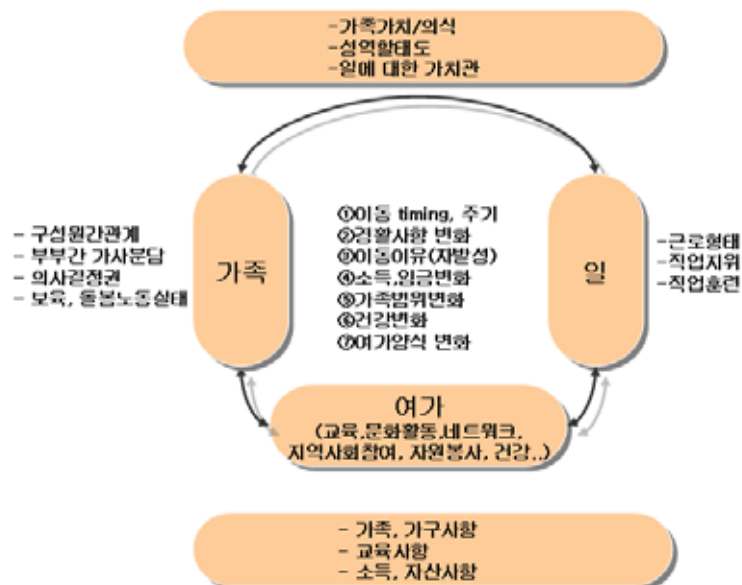 -가족가치/의식
-성역할태도
-일에 대한 가치관
- 구성원간관계
- 부부간 가사분담
- 의사결정권
- 보육, 돌봄노동실태
가족
①이동 timing, 주기
②경활사항 변화
③이동이유(자발성)
④소득,임금변화
⑤가족범위변화
⑥건강변화
⑦여가양식 변화
일
-근로형태
-직업지위
-직업훈련
여가
(교육,문화활동,네트워크,
지역사회참여, 자원봉사, 건강..)
- 가족, 가구사항
- 교육사항
- 소득, 자산사항